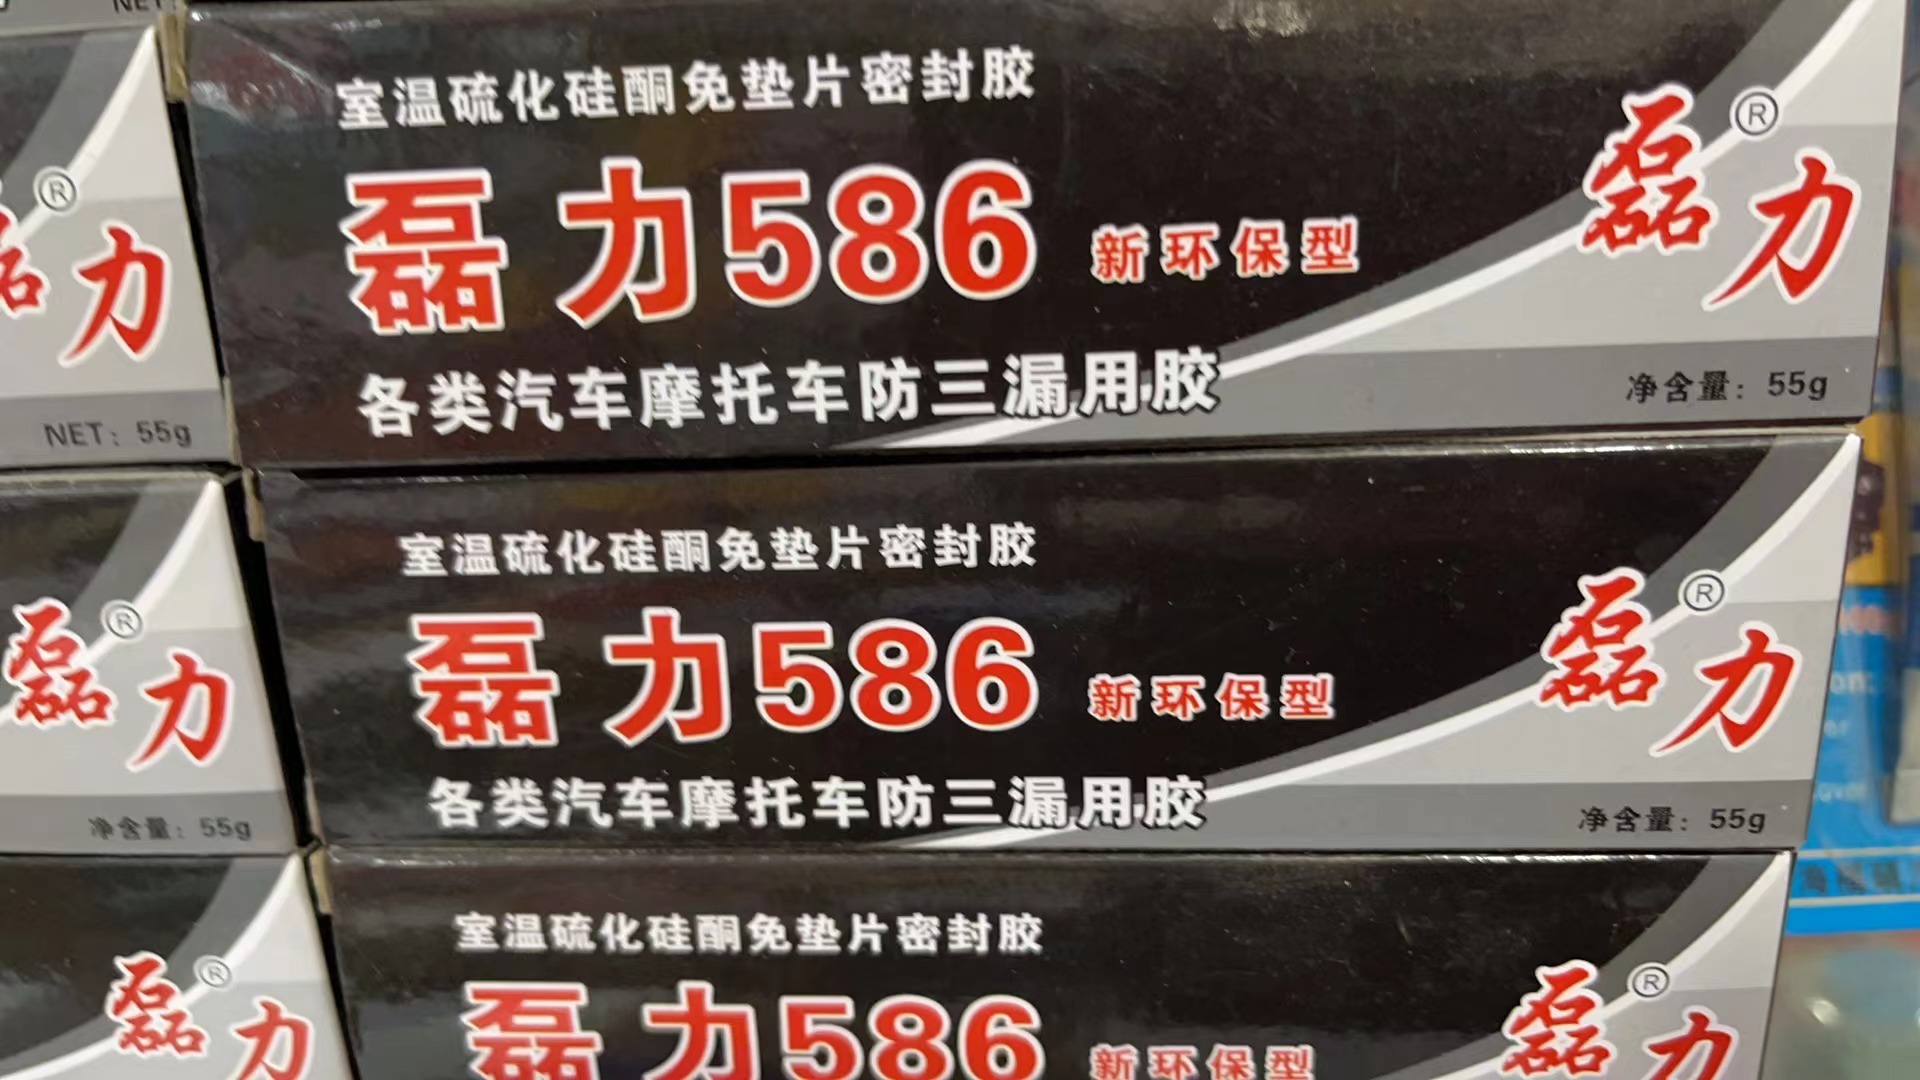 NET:
室温硫化硅酮免垫片密封胶
磊力586 新环保型
各类汽车摩托车防三漏用胶
磊力®
净含量：55g
磊力®
NET：55g
室温硫化硅酮免垫片密封胶
磊力586 新环保型
各类汽车摩托车防三漏用胶
磊力®
净含量：55g
磊力®
净含量：55g
室温硫化硅酮免垫片密封胶
磊力586 新环保型
磊力®
磊力®